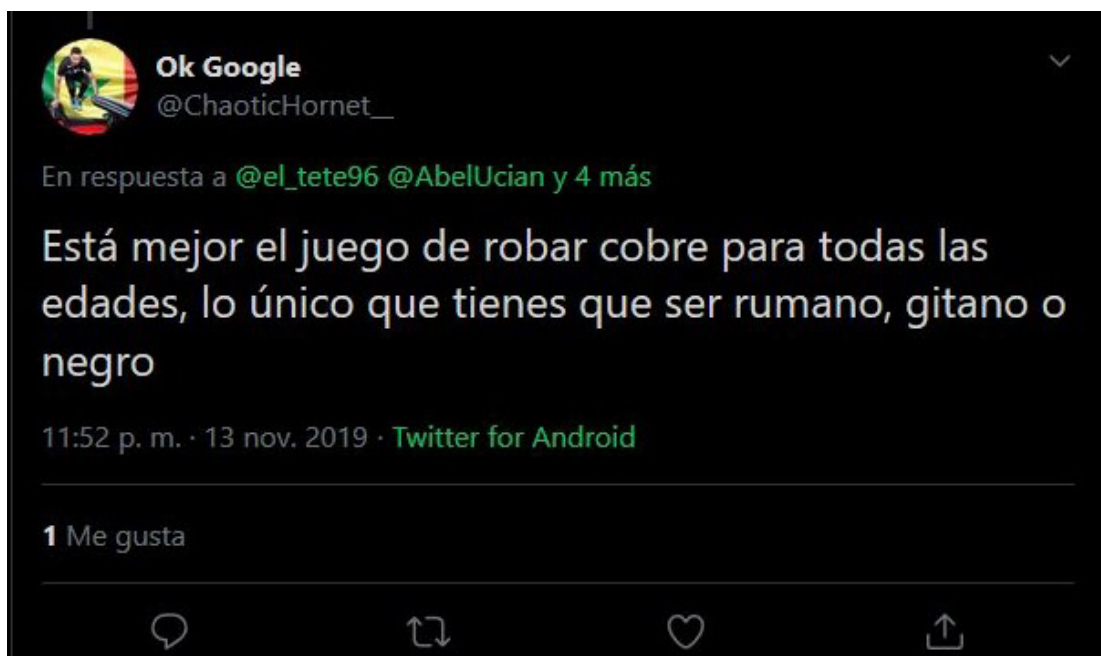 Ok Google
@ChaoticHornet__
En respuesta a @el_tete96 @AbelUcian y 4 más
Está mejor el juego de robar cobre para todas las
edades, lo único que tienes que ser rumano, gitano o
negro
11:52 p. m. · 13 nov. 2019 · Twitter for Android
1 Me gusta